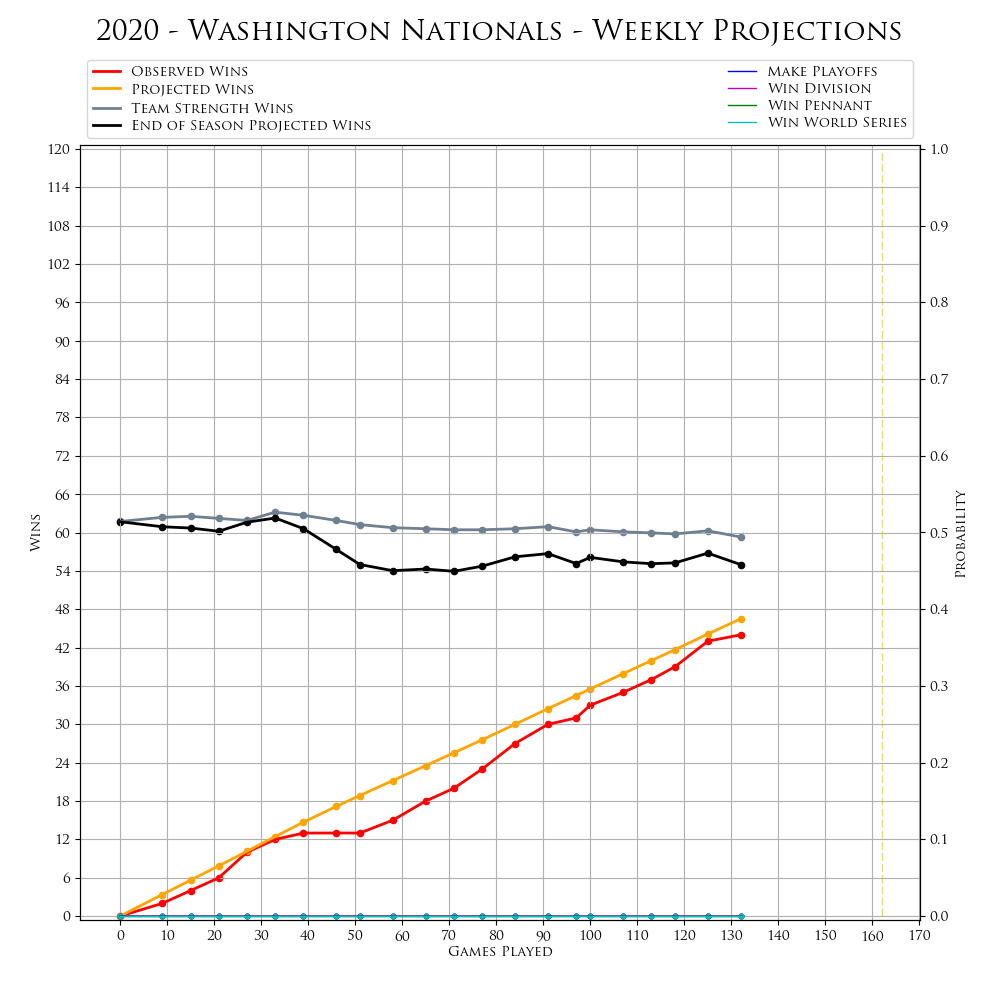 2020 - Washington Nationals - Weekly Projections
Observed Wins
Projected Wins
Team Strength Wins
End of Season Projected Wins
Make Playoffs
Win Division
Win Pennant
Win World Series
120
114
108
102
96
90
84
78
72
66
60
54
48
42
36
30
24
18
12
6
0
Wins
1.0
0.9
0.8
0.7
0.6
0.5
0.4
0.3
0.2
0.1
0.0
Probability
0 10 20 30 40 50 60 70 80 90 100 110 120 130 140 150 160 170
Games Played